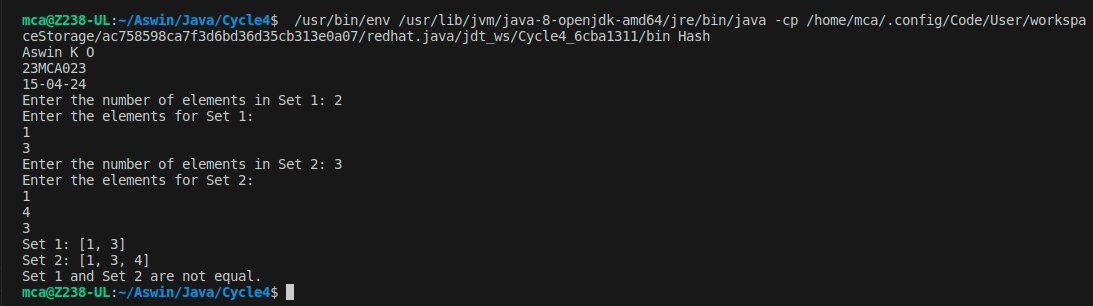 mca@Z238-UL:~/Aswin/Java/Cycle4$  /usr/bin/env /usr/lib/jvm/java-8-openjdk-amd64/jre/bin/java -cp /home/mca/.config/Code/User/workspa
ceStorage/ac758598ca7f3d6bd36d35cb313e0a07/redhat.java/jdt_ws/Cycle4_6cba1311/bin Hash
Aswin K O
23MCA023
15-04-24
Enter the number of elements in Set 1: 2
Enter the elements for Set 1:
1
3
Enter the number of elements in Set 2: 3
Enter the elements for Set 2:
1
4
3
Set 1: [1, 3]
Set 2: [1, 3, 4]
Set 1 and Set 2 are not equal.
mca@Z238-UL:~/Aswin/Java/Cycle4$